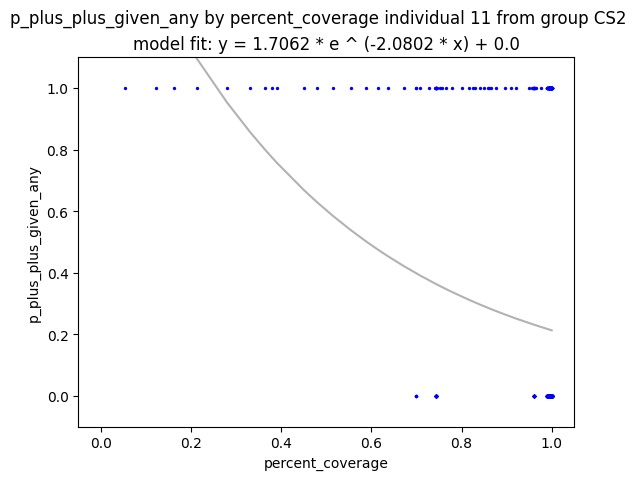 p_plus_plus_given_any by percent_coverage individual 11 from group CS2
model fit: y = 1.7062 * e ^ (-2.0802 * x) + 0.0
1.0
0.8
0.6
0.4
0.2
0.0
p_plus_plus_given_any
0.0 0.2 0.4 0.6 0.8 1.0
percent_coverage